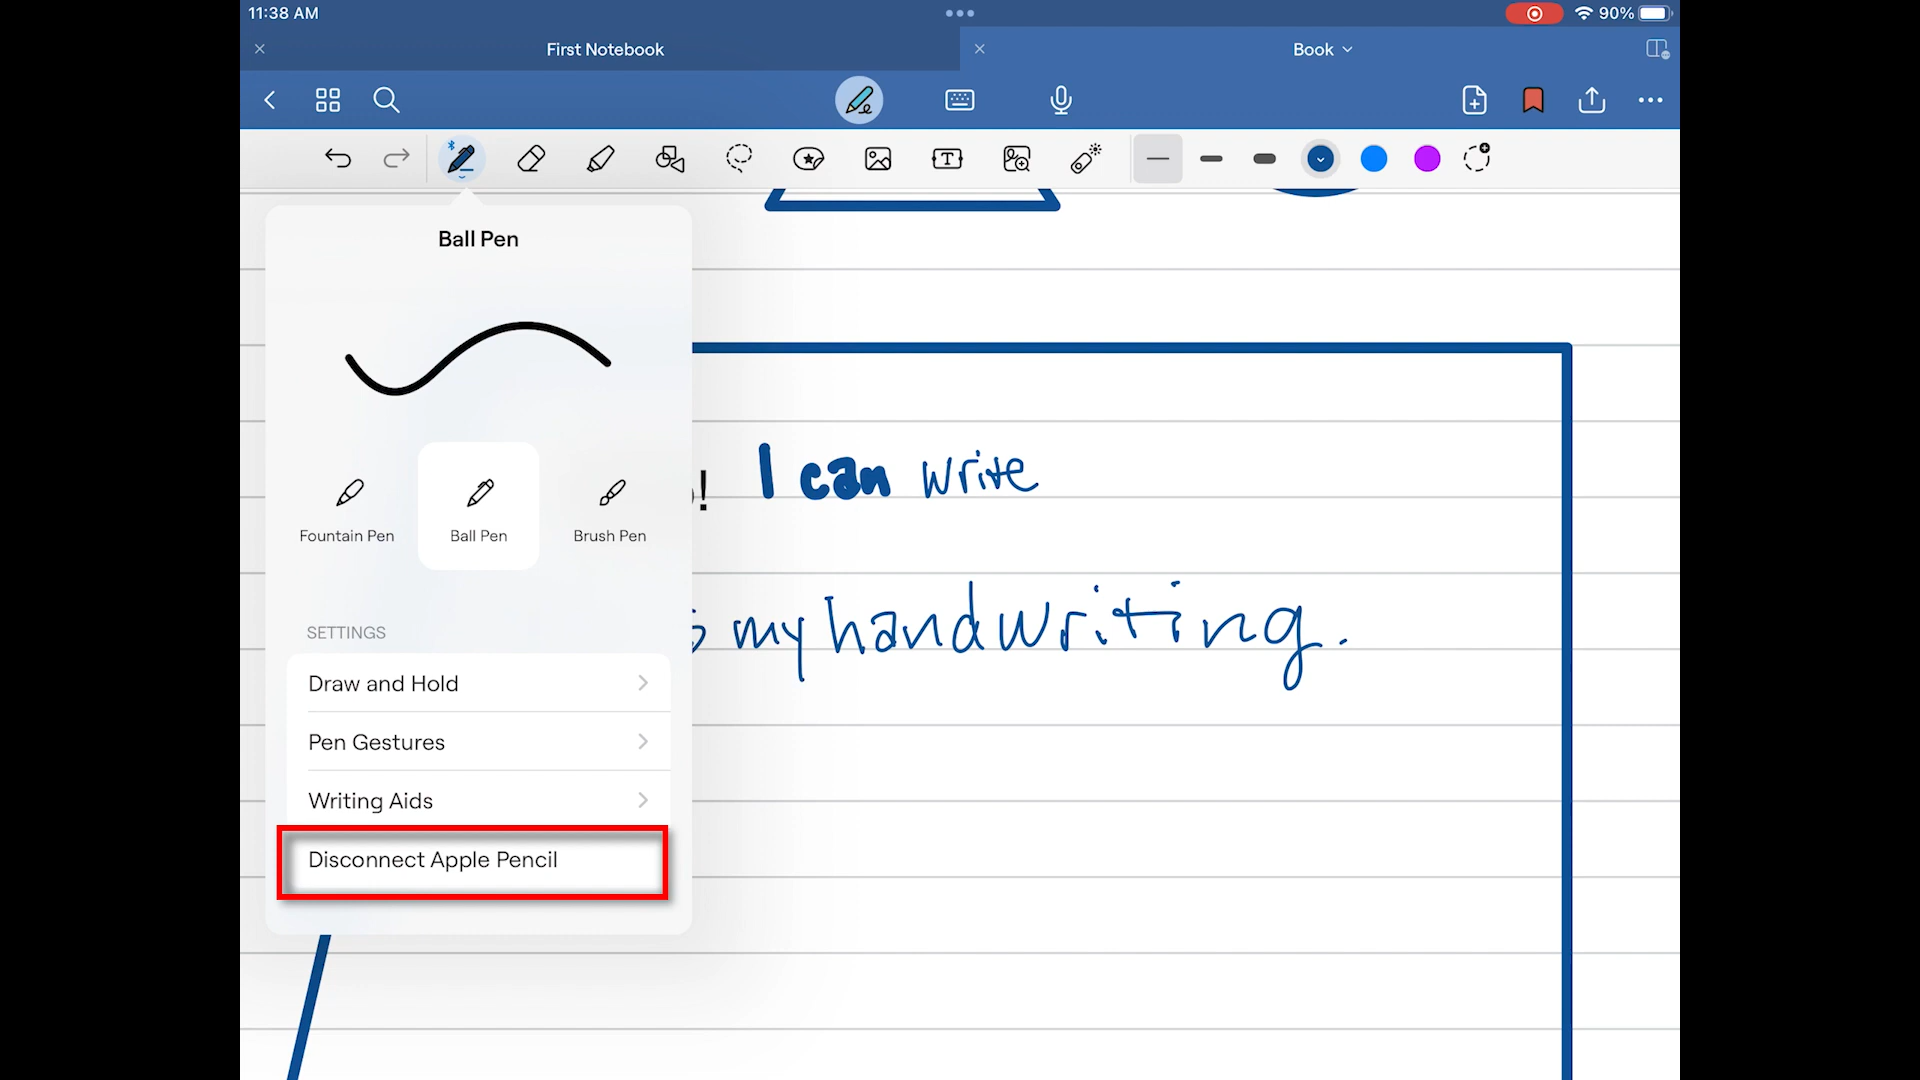 11:38 AM
90%
First Notebook
Book
T
Ball Pen
Fountain Pen
Ball Pen
Brush Pen
! I can write
my handwriting.
SETTINGS
Draw and Hold
Pen Gestures
Writing Aids
Disconnect Apple Pencil